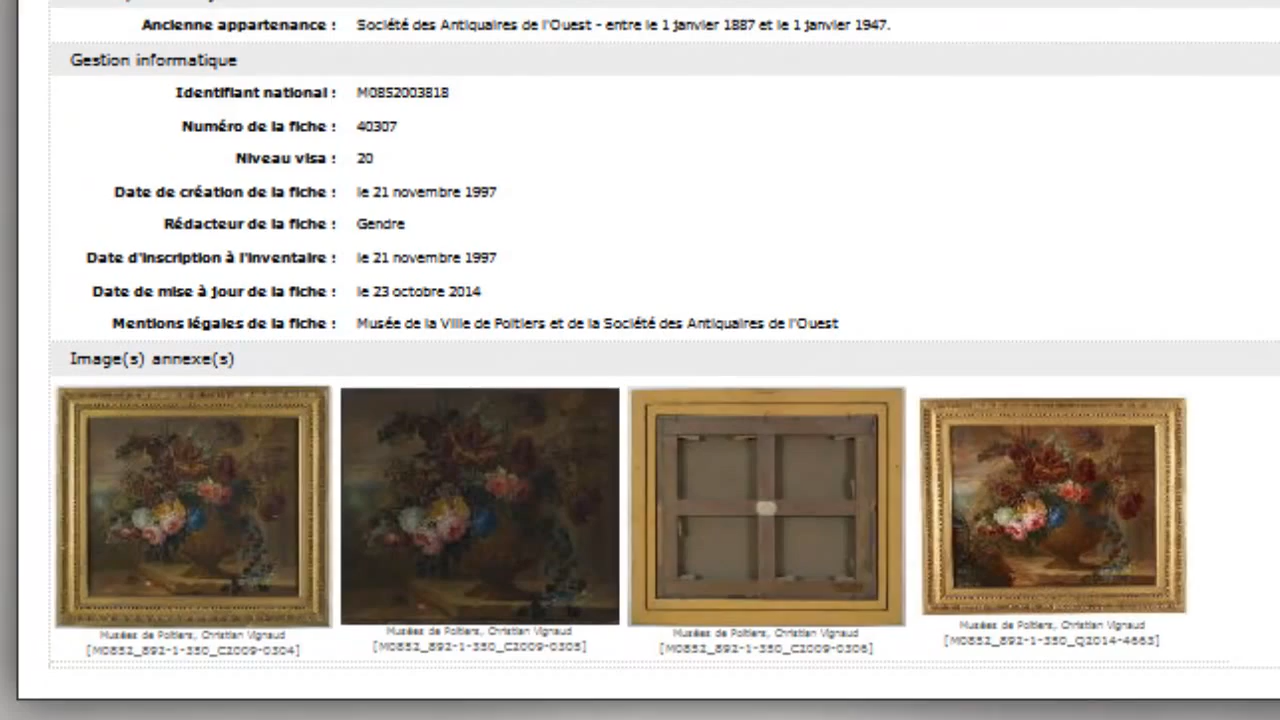 Ancienne appartenance : Société des Antiquaires de l'Ouest - entre le 1 janvier 1887 et le 1 janvier 1947.
Gestion informatique
Identifiant national : M0852003818
Numéro de la fiche : 40307
Niveau visa : 20
Date de création de la fiche : le 21 novembre 1997
Rédacteur de la fiche : Gendre
Date d'inscription à l'inventaire : le 21 novembre 1997
Date de mise à jour de la fiche : le 23 octobre 2014
Mentions légales de la fiche : Musée de la Ville de Poitiers et de la Société des Antiquaires de l'Ouest
Image(s) annexe(s)
Musées de Poitiers, Christian Vignaud
[M0852_892-1-350_C2009-0304]
Musées de Poitiers, Christian Vignaud
[M0852_892-1-350_C2009-0305]
Musées de Poitiers, Christian Vignaud
[M0852_892-1-350_C2009-0306]
Musées de Poitiers, Christian Vignaud
[M0852_892-1-350_Q2014-4663]